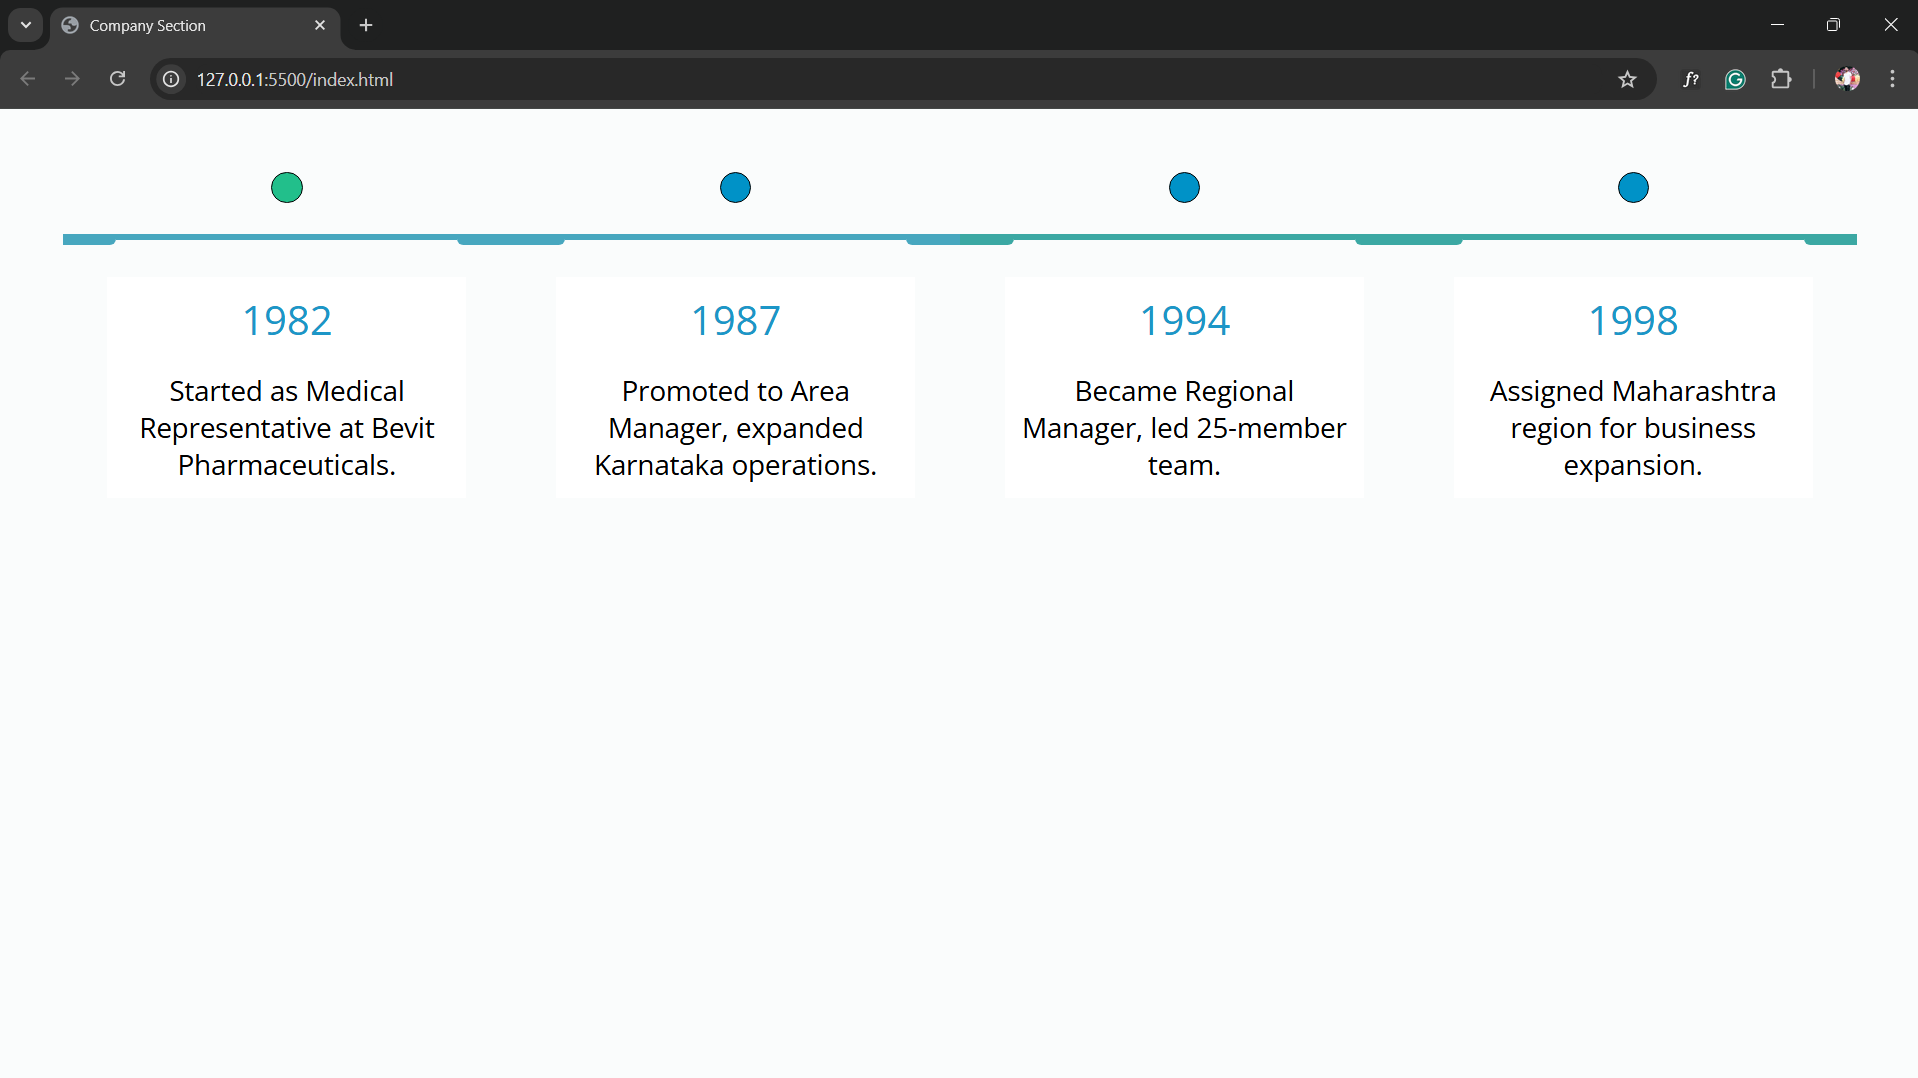 Company Section
127.0.0.1:5500/index.html
f?
1982
Started as Medical
Representative at Bevit
Pharmaceuticals.
1987
Promoted to Area
Manager, expanded
Karnataka operations.
1994
Became Regional
Manager, led 25-member
team.
1998
Assigned Maharashtra
region for business
expansion.